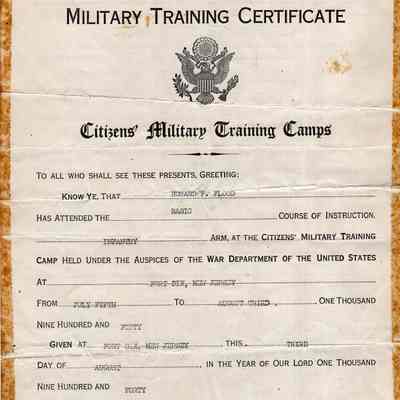 MILITARY TRAINING CERTIFICATE
Citizens' Military Training Camps
TO ALL WHO SHALL SEE THESE PRESENTS, GREETING:
KNOW YE, THAT HOWARD P. FLOOD
HAS ATTENDED THE BASIC COURSE OF INSTRUCTION.
INFANTRY ARM, AT THE CITIZENS' MILITARY TRAINING
CAMP HELD UNDER THE AUSPICES OF THE WAR DEPARTMENT OF THE UNITED STATES
AT FORT DIX, NEW JERSEY
FROM JULY FIFTH TO AUGUST THIRD , ONE THOUSAND
NINE HUNDRED AND FORTY
GIVEN AT FORT DIX, NEW JERSEY THIS THIRD
DAY OF AUGUST , IN THE YEAR OF OUR LORD ONE THOUSAND
NINE HUNDRED AND FORTY